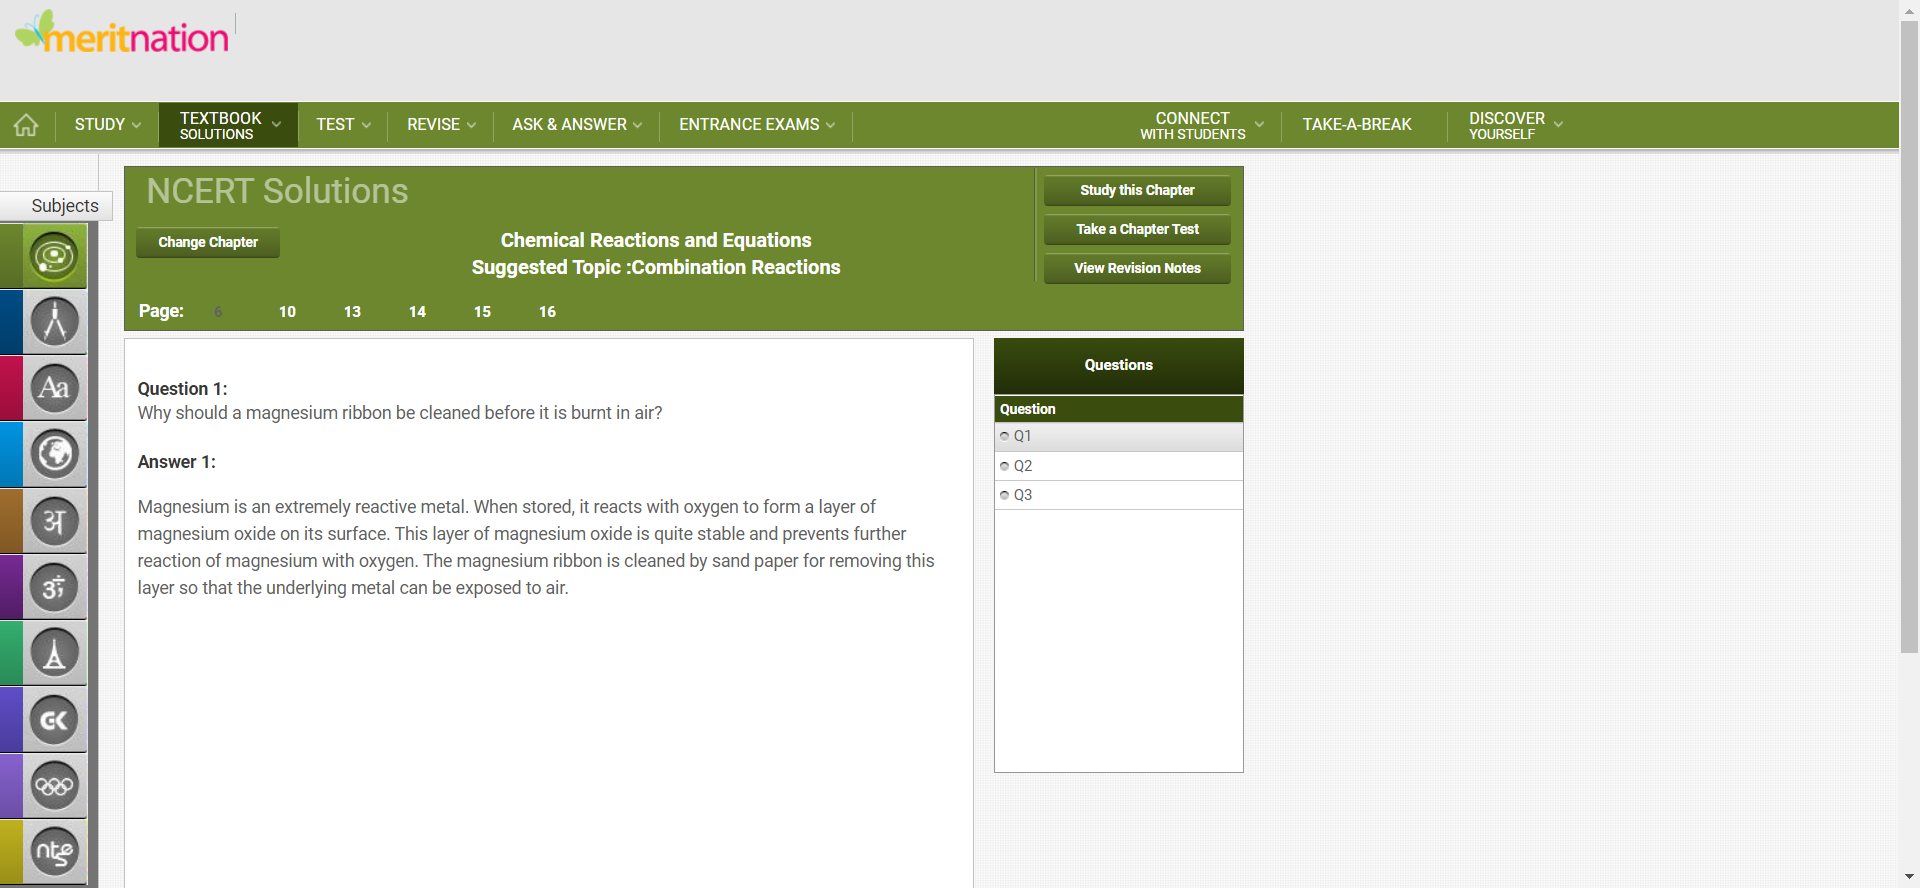 meritnation
STUDY
TEXTBOOK
SOLUTIONS
TEST
REVISE
ASK & ANSWER
ENTRANCE EXAMS
CONNECT
WITH STUDENTS
TAKE-A-BREAK
DISCOVER
YOURSELF
Subjects
NCERT Solutions
Change Chapter
Chemical Reactions and Equations
Suggested Topic :Combination Reactions
Study this Chapter
Take a Chapter Test
View Revision Notes
Page: 6 10 13 14 15 16
Aa
अ
ॐ
GK
ntse
Question 1:
Why should a magnesium ribbon be cleaned before it is burnt in air?
Answer 1:
Magnesium is an extremely reactive metal. When stored, it reacts with oxygen to form a layer of
magnesium oxide on its surface. This layer of magnesium oxide is quite stable and prevents further
reaction of magnesium with oxygen. The magnesium ribbon is cleaned by sand paper for removing this
layer so that the underlying metal can be exposed to air.
Questions
Question
Q1
Q2
Q3